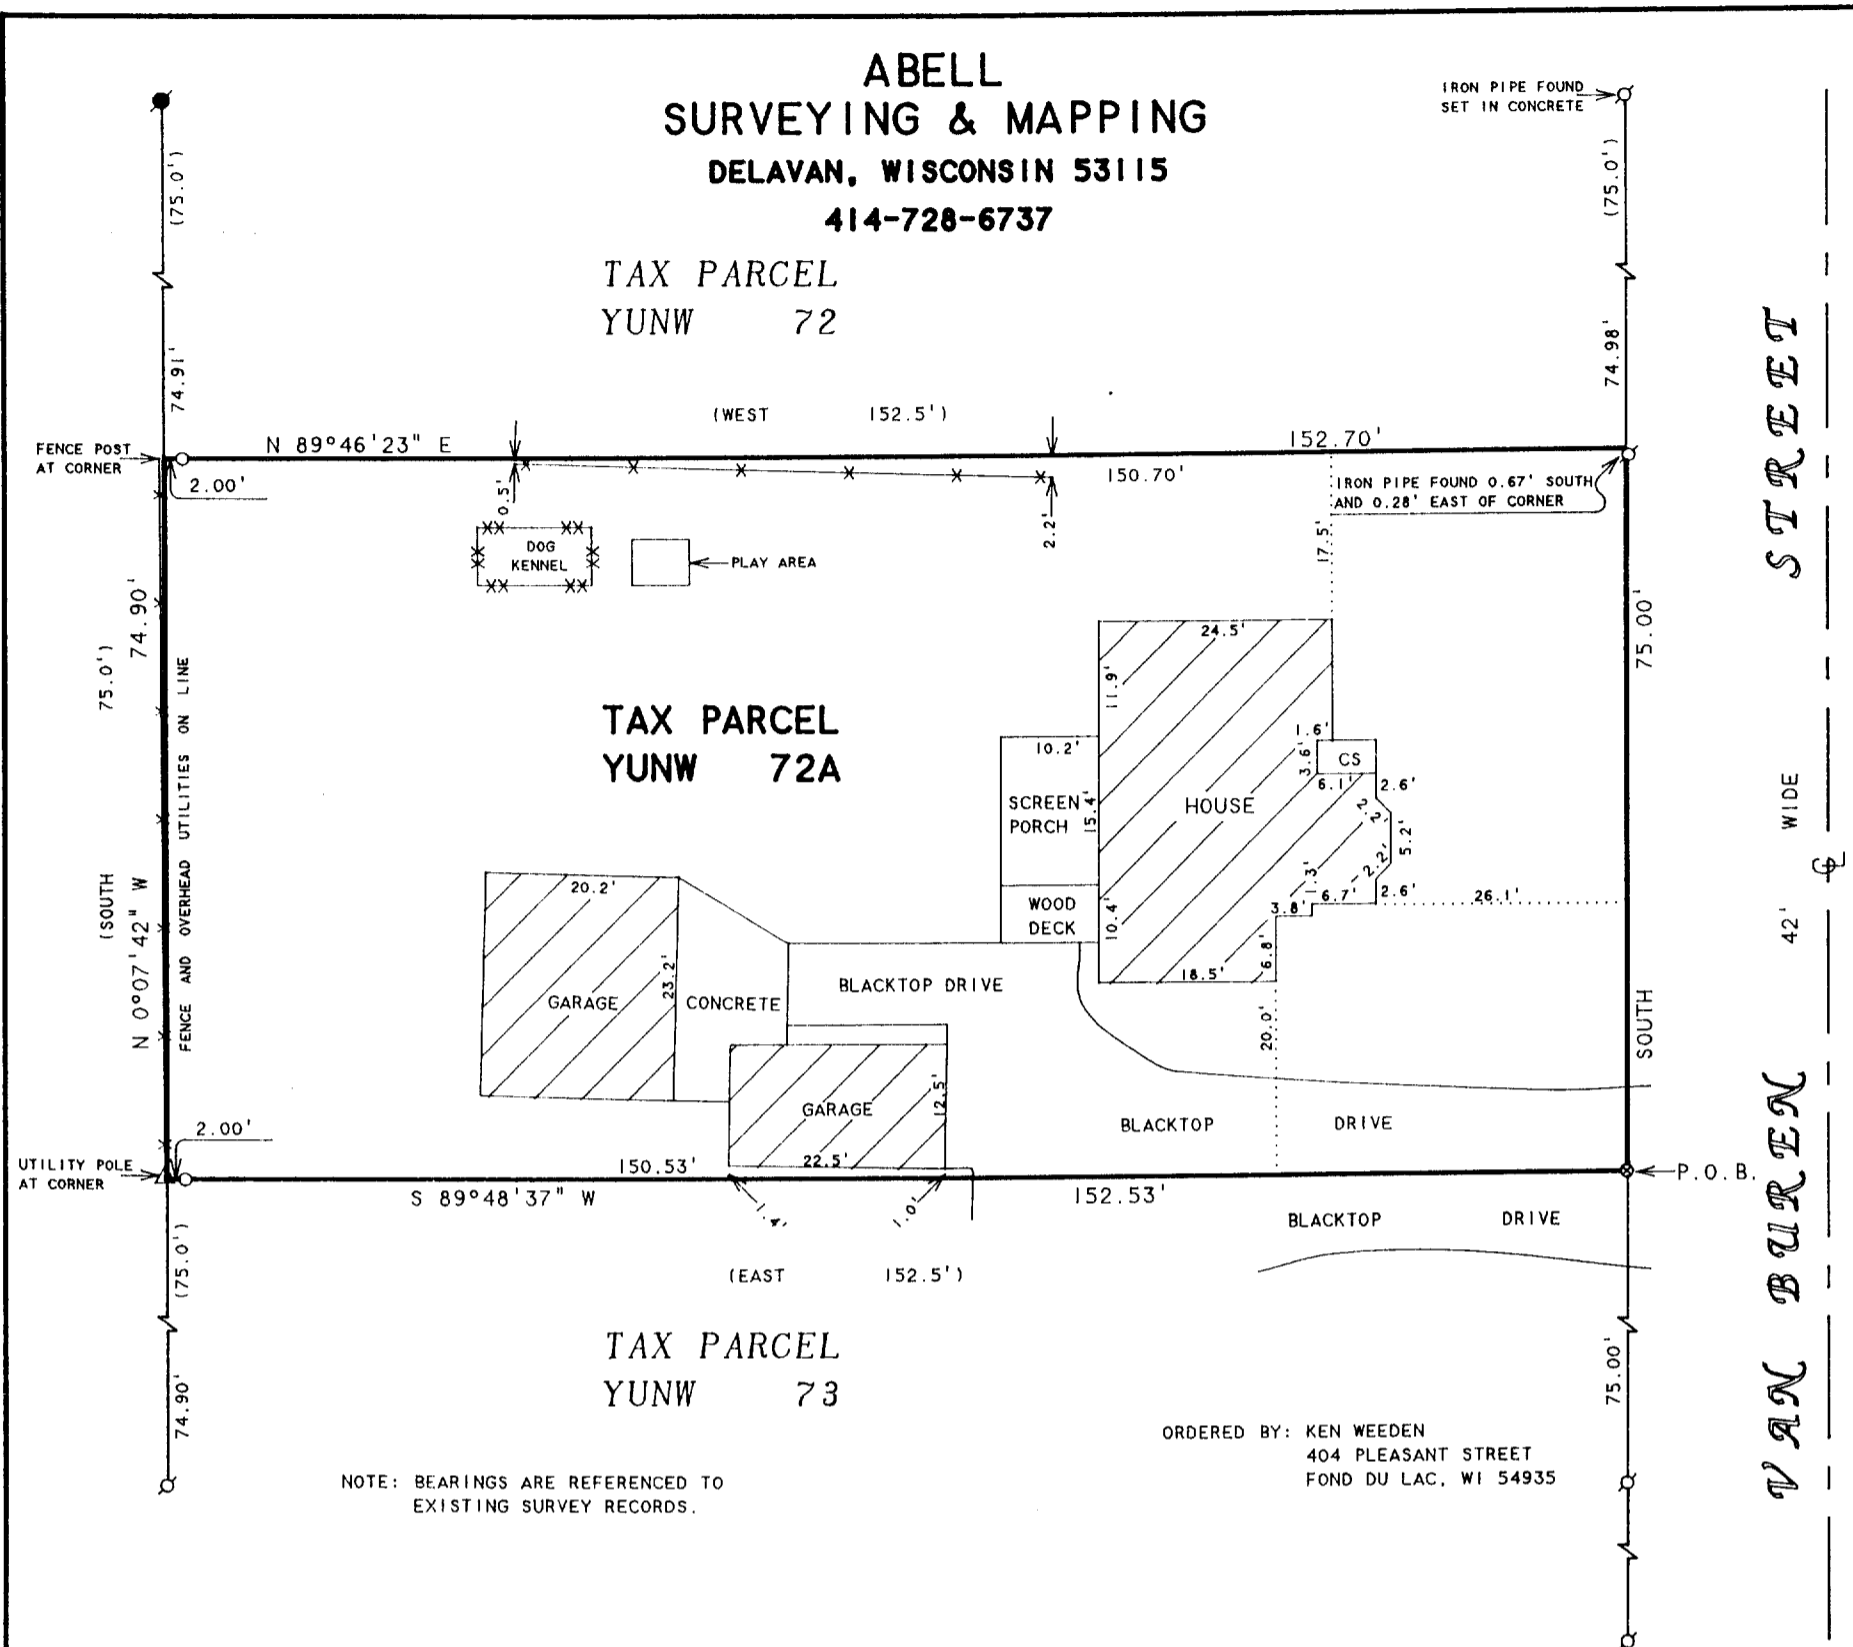 ABELL
SURVEYING & MAPPING
DELAVAN, WISCONSIN 53115
414-728-6737
IRON PIPE FOUND
SET IN CONCRETE
(75.0')
(75.0')
TAX PARCEL
YUNW 72
74.91'
74.98'
(WEST 152.5')
FENCE POST
AT CORNER
N 89°46'23" E
152.70'
2.00'
0.5'
2.2'
150.70'
IRON PIPE FOUND 0.67' SOUTH
AND 0.28' EAST OF CORNER
17.5'
DOG
KENNEL
PLAY AREA
(SOUTH 75.0')
N 0°07'42" W 74.90'
FENCE AND OVERHEAD UTILITIES ON LINE
TAX PARCEL
YUNW 72A
24.5'
11.9'
10.2'
SCREEN
PORCH
15.4'
HOUSE
1.6'
3.6'
CS
6.1'
2.6'
2.2'
5.2'
2.2'
2.6'
1.3'
6.7'
3.8'
26.1'
WOOD
DECK
10.4'
6.8'
18.5'
20.0'
SOUTH 75.00'
VAN BUREN STREET
42' WIDE
℄
20.2'
23.2'
GARAGE
CONCRETE
BLACKTOP DRIVE
GARAGE
12.5'
22.5'
BLACKTOP DRIVE
2.00'
UTILITY POLE
AT CORNER
150.53'
S 89°48'37" W
152.53'
1.4'
1.0'
P.O.B.
BLACKTOP DRIVE
(EAST 152.5')
(75.0')
74.90'
75.00'
TAX PARCEL
YUNW 73
ORDERED BY: KEN WEEDEN
404 PLEASANT STREET
FOND DU LAC, WI 54935
NOTE: BEARINGS ARE REFERENCED TO
EXISTING SURVEY RECORDS.